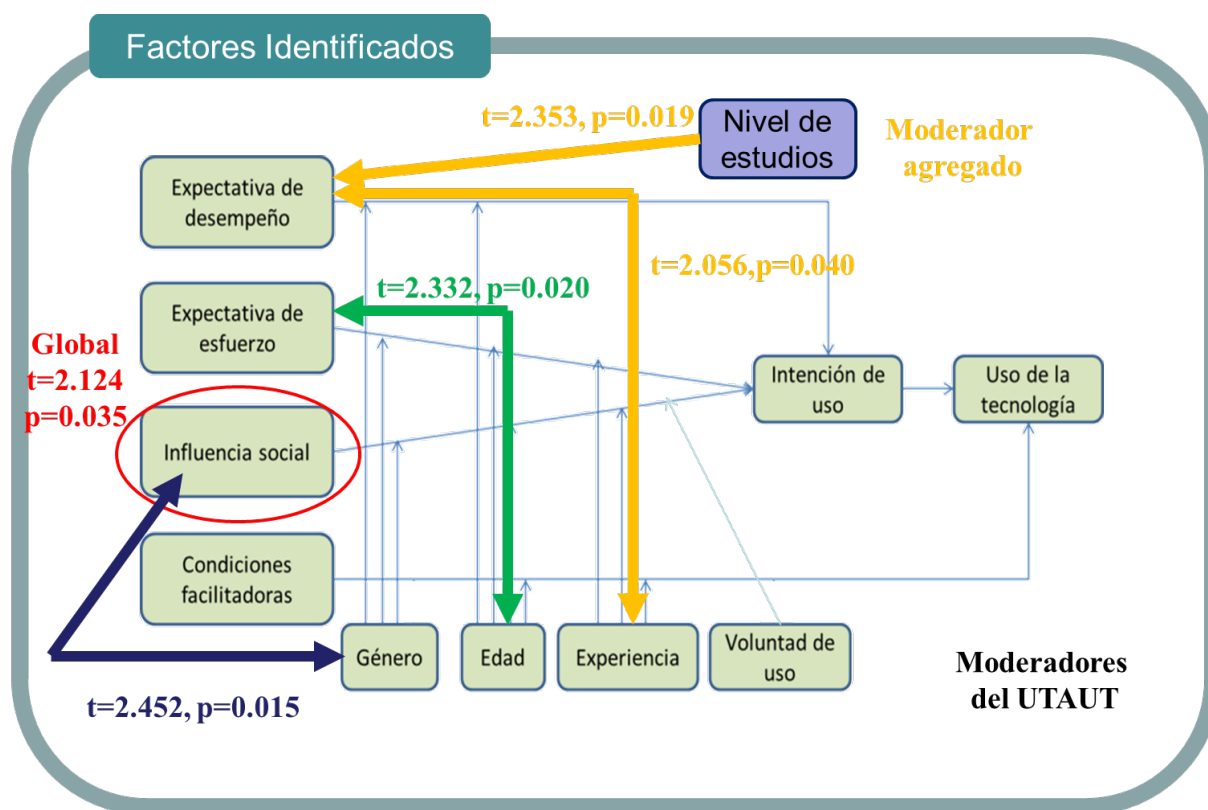 Factores Identificados
t=2.353, p=0.019
Nivel de
estudios
Moderador
agregado
Expectativa de
desempeño
t=2.056,p=0.040
t=2.332, p=0.020
Expectativa de
esfuerzo
Global
t=2.124
p=0.035
Intención de
uso
Uso de la
tecnología
Influencia social
Condiciones
facilitadoras
Género
Edad
Experiencia
Voluntad de
uso
Moderadores
del UTAUT
t=2.452, p=0.015